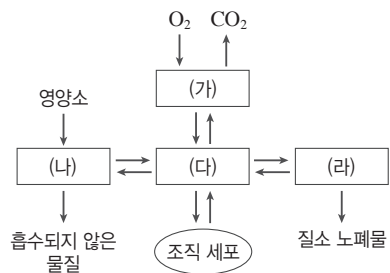 O₂ CO₂
(가)
영양소
(나) (다) (라)
흡수되지 않은
물질
조직 세포
질소 노폐물